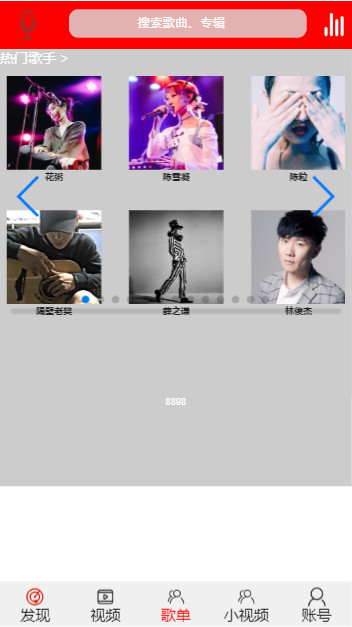 搜索歌曲、专辑
热门歌手 >
花粥
陈雪凝
陈粒
隔壁老樊
薛之谦
林俊杰
8898
发现
视频
歌单
小视频
账号